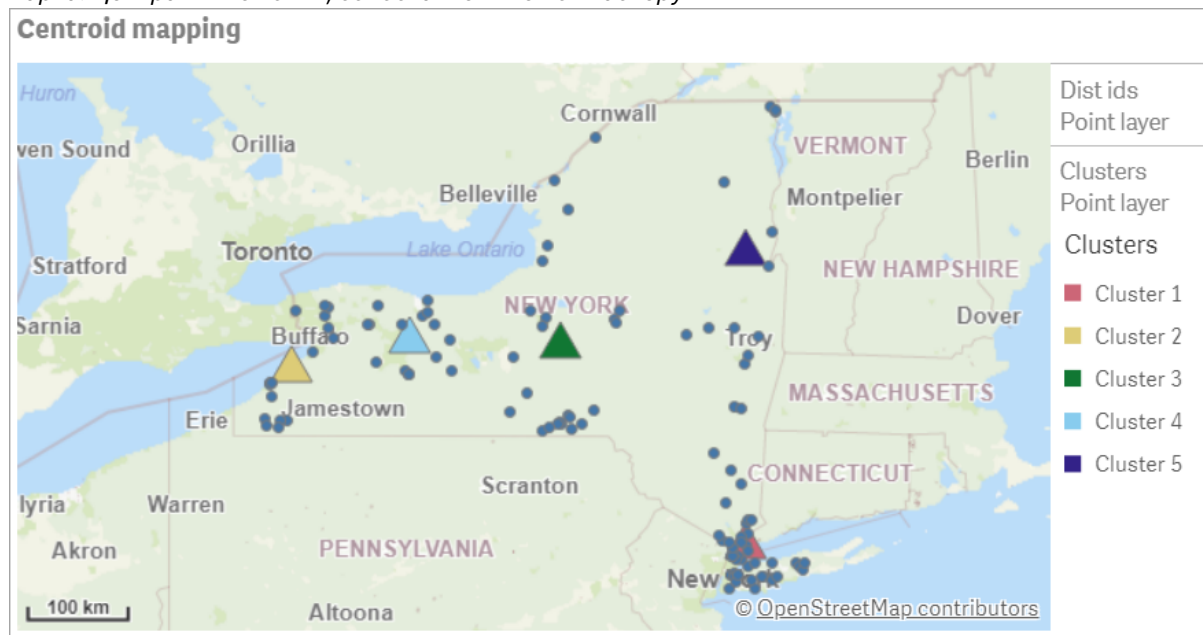 Centroid mapping
Huron
Cornwall
Dist ids
Point layer
ven Sound
Orillia
VERMONT
Berlin
Clusters
Point layer
Belleville
Montpelier
Toronto
Lake Ontario
Clusters
Stratford
NEW HAMPSHIRE
Cluster 1
NEW YORK
Sarnia
Buffalo
Troy
Dover
Cluster 2
Cluster 3
Jamestown
MASSACHUSETTS
Erie
Cluster 4
CONNECTICUT
Cluster 5
Scranton
lyria
Warren
Akron
PENNSYLVANIA
New York
100 km
Altoona
© OpenStreetMap contributors